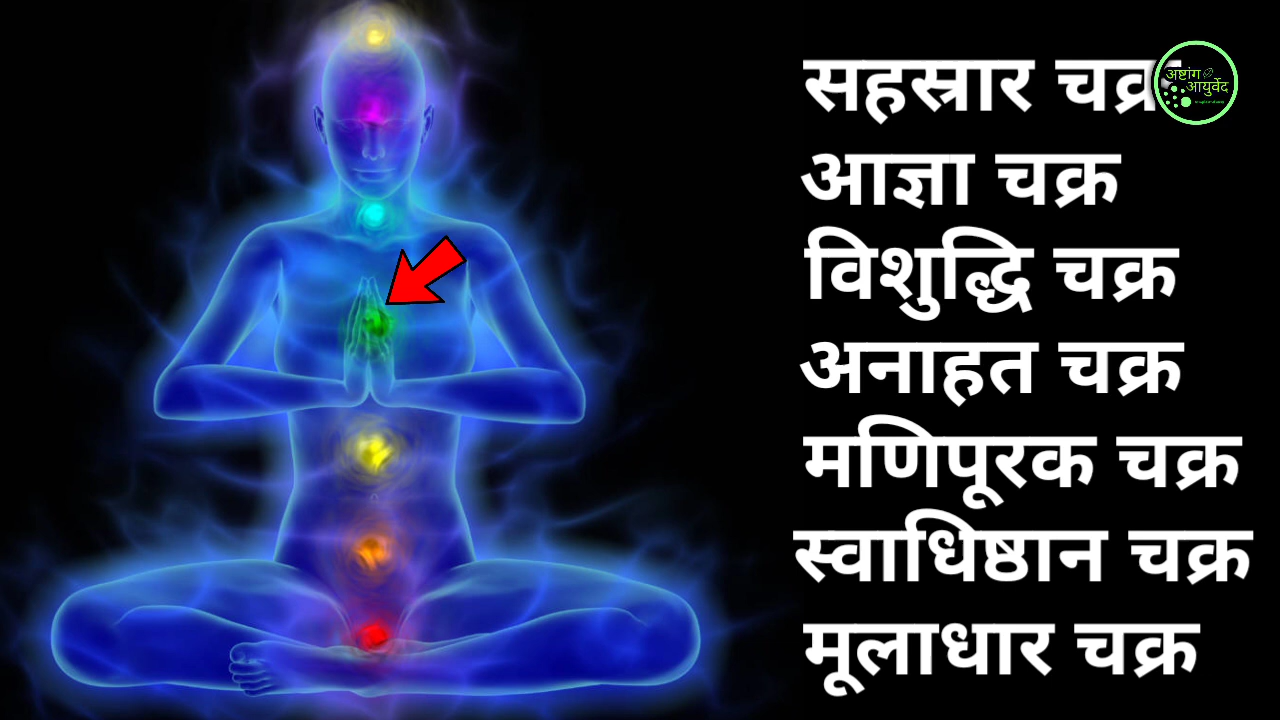 सहस्रार चक्र
अष्टांग
आयुर्वेद
आज्ञा चक्र
विशुद्धि चक्र
अनाहत चक्र
मणिपूरक चक्र
स्वाधिष्ठान चक्र
मूलाधार चक्र